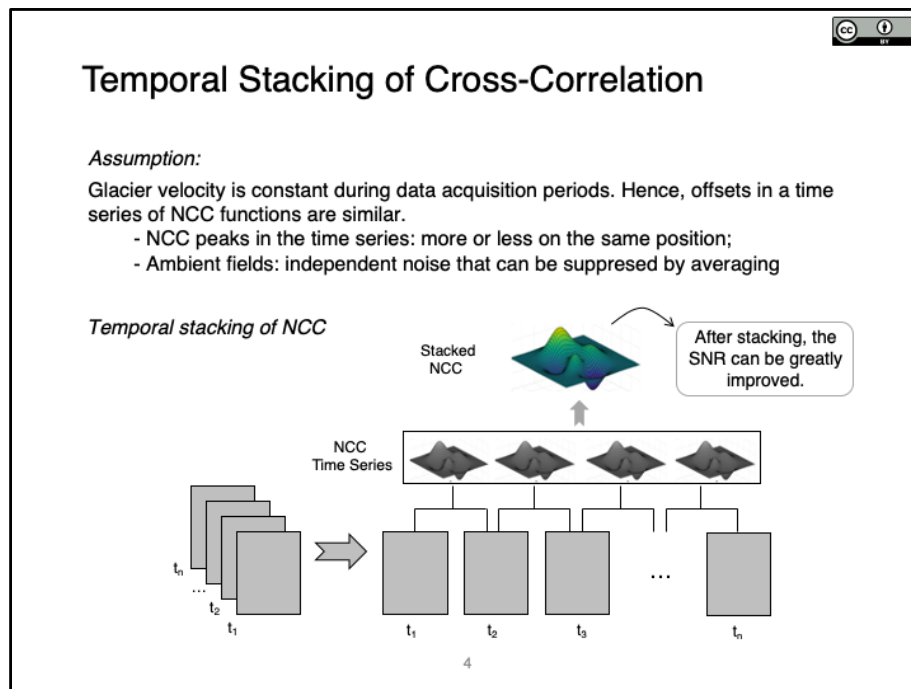 cc
BY
Temporal Stacking of Cross-Correlation
Assumption:
Glacier velocity is constant during data acquisition periods. Hence, offsets in a time
series of NCC functions are similar.
- NCC peaks in the time series: more or less on the same position;
- Ambient fields: independent noise that can be suppresed by averaging
Temporal stacking of NCC
Stacked
NCC
After stacking, the
SNR can be greatly
improved.
NCC
Time Series
tn
...
t2
t1
t1
t2
t3
...
tn
4